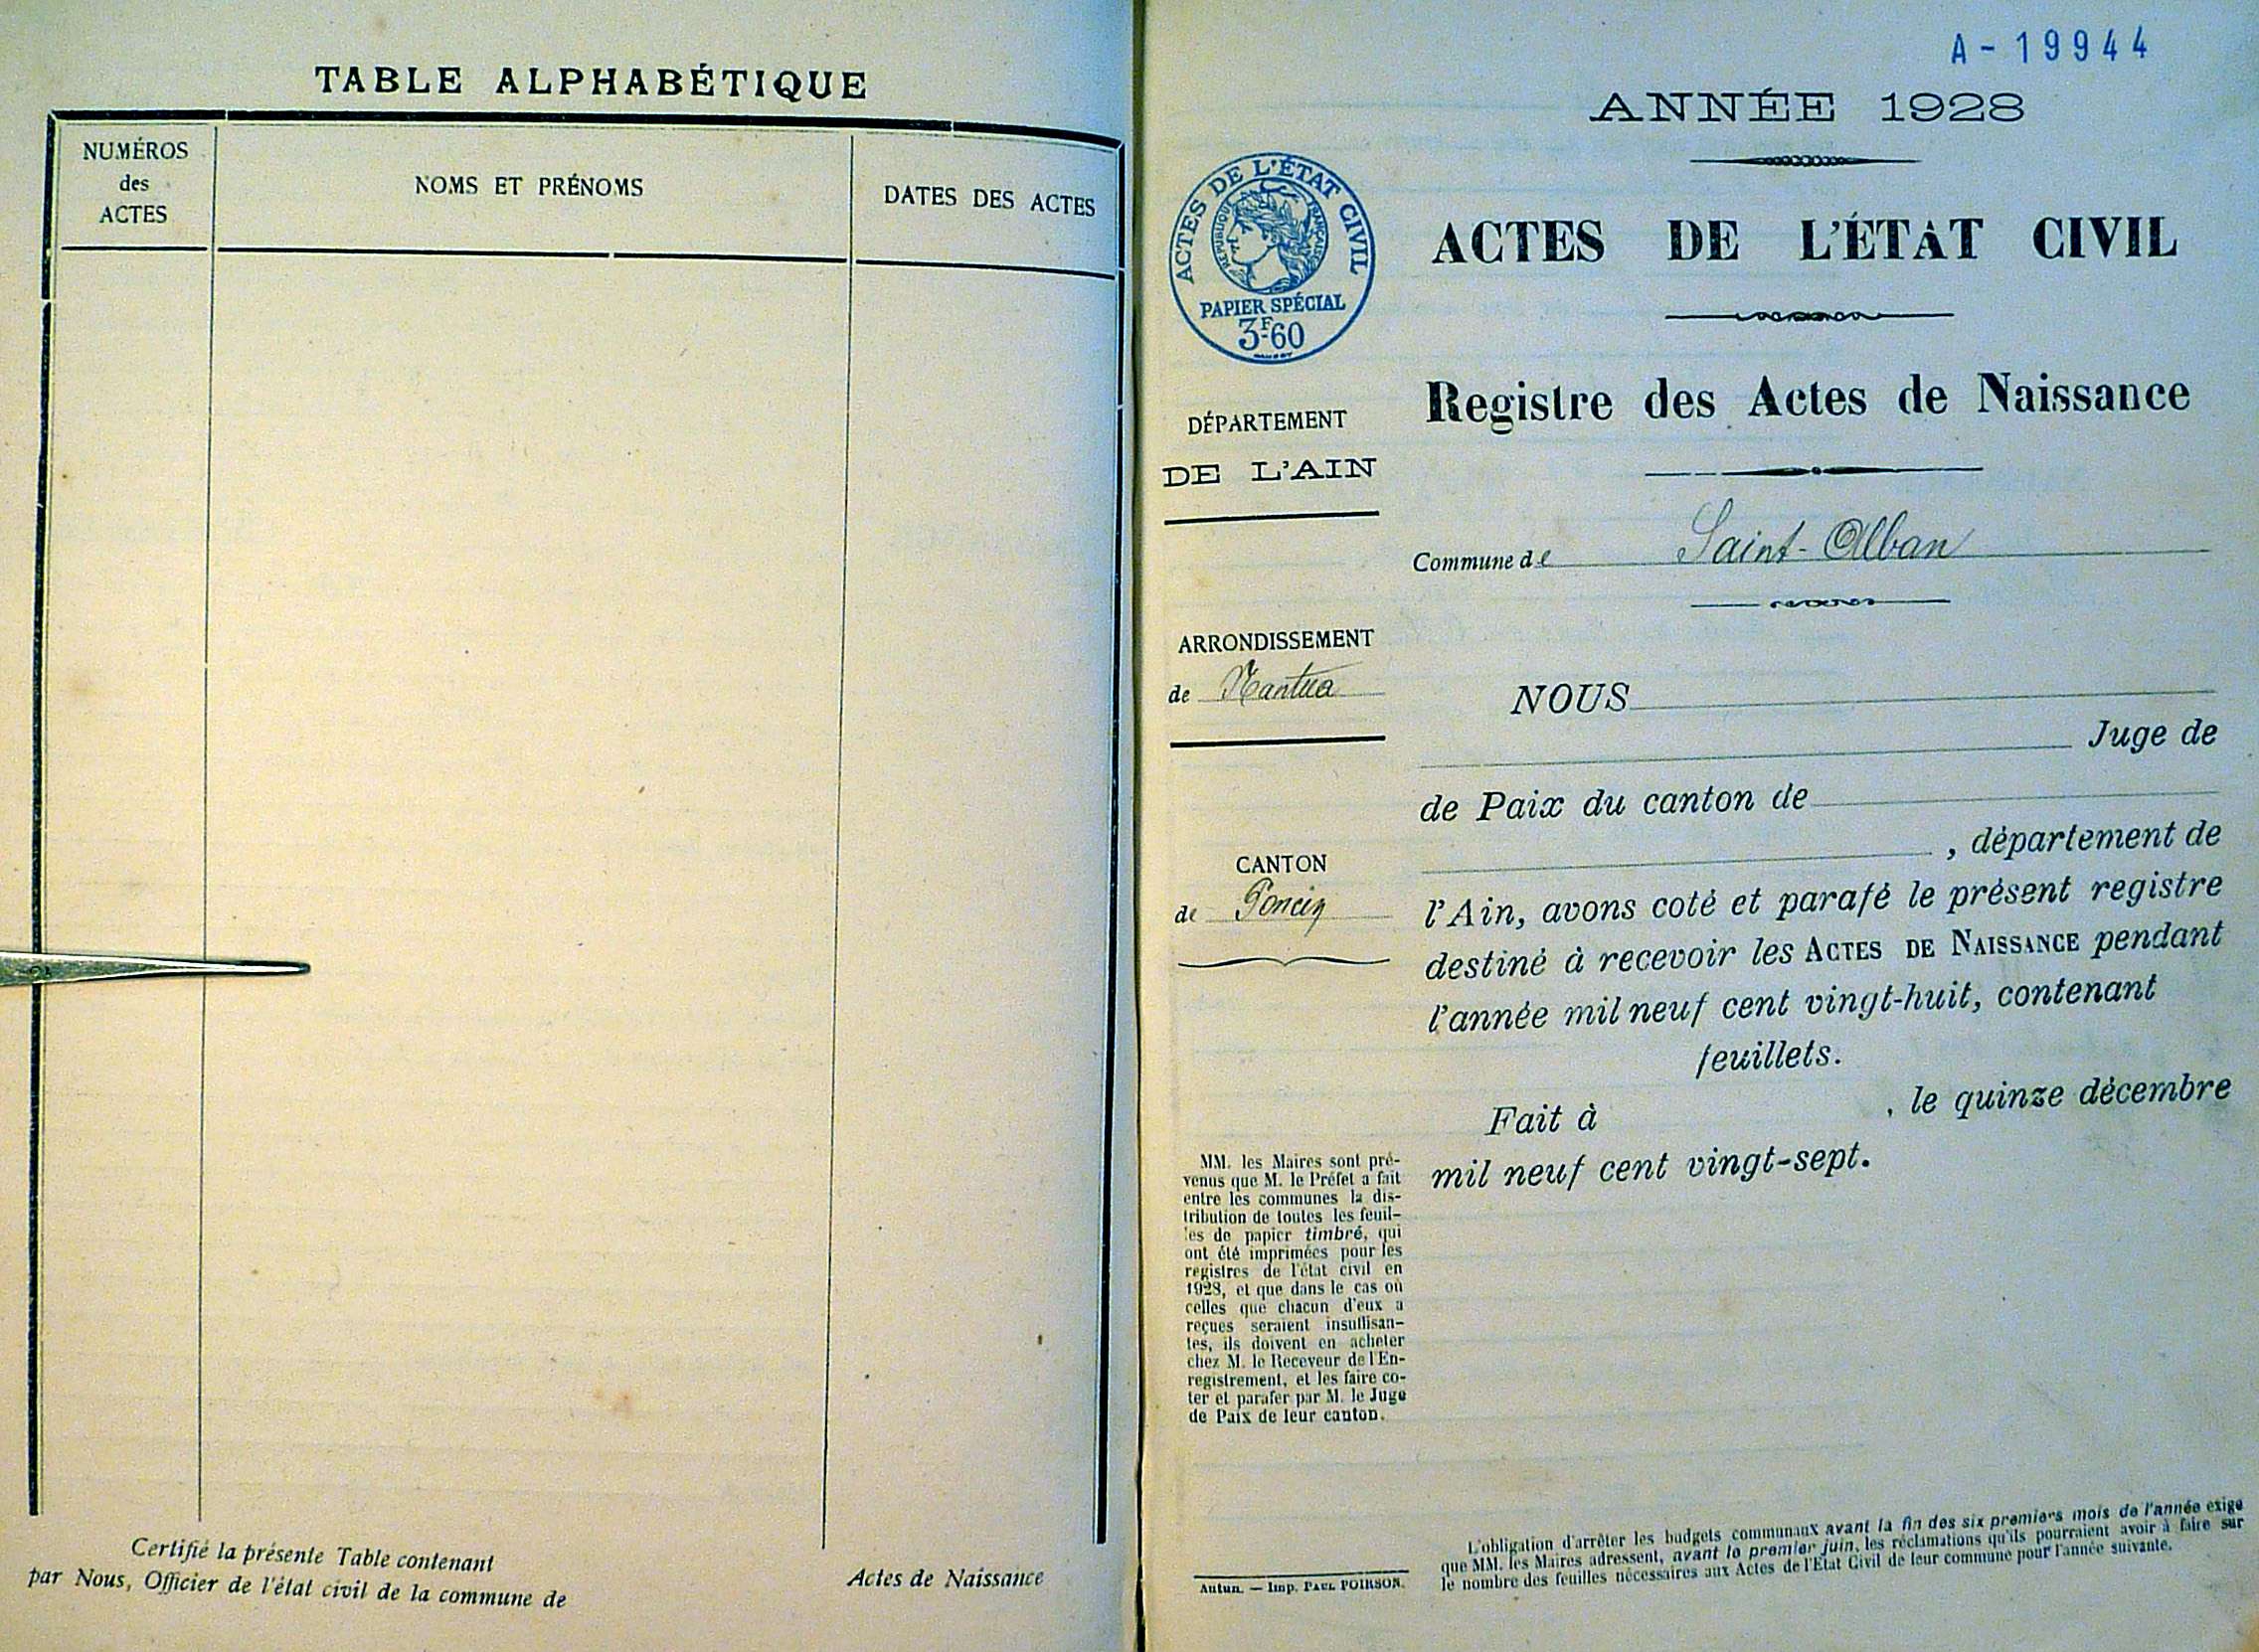 TABLE ALPHABÉTIQUE
NUMÉROS
des
ACTES
NOMS ET PRÉNOMS
DATES DES ACTES
Certifié la présente Table contenant
par Nous, Officier de l'état civil de la commune de
Actes de Naissance
A-19944
ANNÉE 1928
ACTES DE L'ÉTAT CIVIL
RÉPUBLIQUE FRANÇAISE
PAPIER SPÉCIAL
3F60
ACTES DE L'ÉTAT CIVIL
Registre des Actes de Naissance
DÉPARTEMENT
DE L'AIN
Commune de Saint-Alban
ARRONDISSEMENT
de Nantua
CANTON
de Poncin
NOUS
Juge de
de Paix du canton de
, département de
l'Ain, avons coté et parafé le présent registre
destiné à recevoir les ACTES DE NAISSANCE pendant
l'année mil neuf cent vingt-huit, contenant
feuillets.
Fait à , le quinze décembre
mil neuf cent vingt-sept.
MM. les Maires sont pré-
venus que M. le Préfet a fait
entre les communes la dis-
tribution de toutes les feuil-
les de papier timbré, qui
ont été imprimées pour les
registres de l'état civil en
1928, et que dans le cas où
celles que chacun d'eux a
reçues seraient insuffisan-
tes, ils doivent en acheter
chez M. le Receveur de l'En-
registrement, et les faire co-
ter et parafer par M. le Juge
de Paix de leur canton.
Autun. — Imp. PAUL POIRSON.
L'obligation d'arrêter les budgets communaux avant la fin des six premiers mois de l'année exige
que MM. les Maires adressent, avant le premier juin, les réclamations qu'ils pourraient avoir à faire sur
le nombre des feuilles nécessaires aux Actes de l'Etat Civil de leur commune pour l'année suivante.